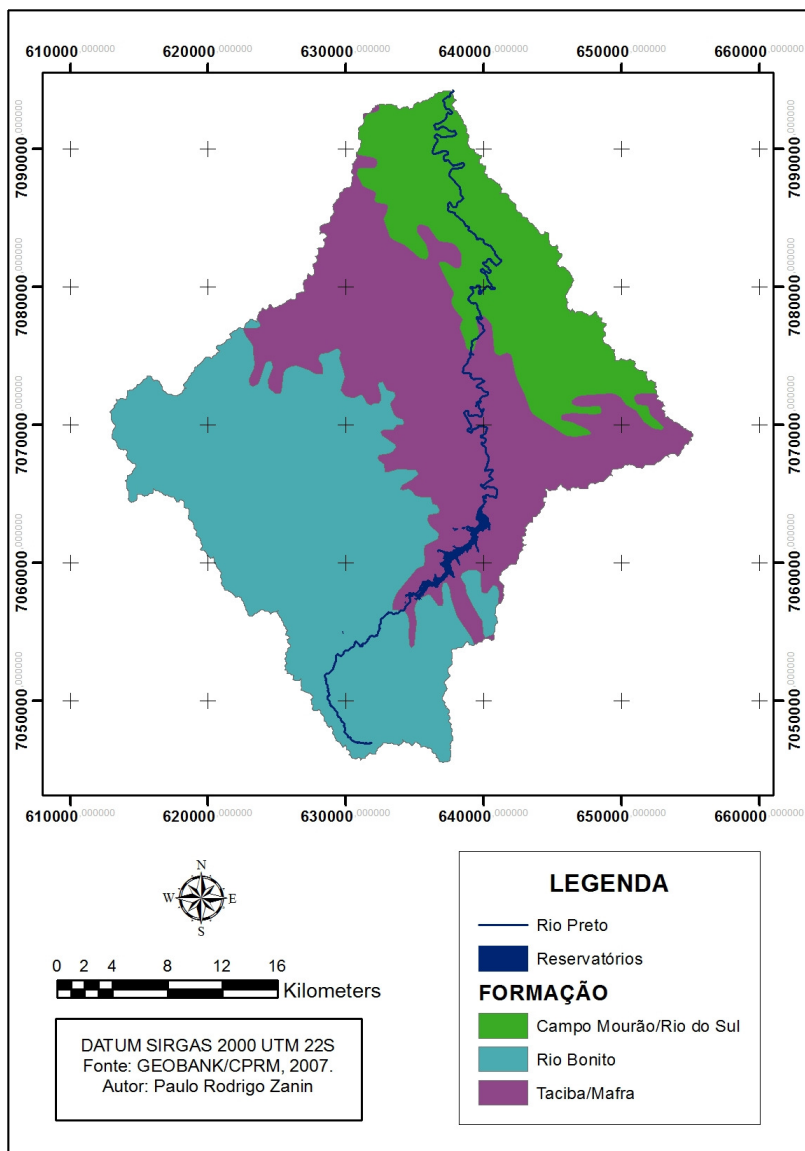 610000,000000 620000,000000 630000,000000 640000,000000 650000,000000 660000,000000
7090000,000000 7090000,000000
7080000,000000 7080000,000000
7070000,000000 7070000,000000
7060000,000000 7060000,000000
7050000,000000 7050000,000000
610000,000000 620000,000000 630000,000000 640000,000000 650000,000000 660000,000000
N
W E
S
0 2 4 8 12 16
Kilometers
DATUM SIRGAS 2000 UTM 22S
Fonte: GEOBANK/CPRM, 2007.
Autor: Paulo Rodrigo Zanin
LEGENDA
Rio Preto
Reservatórios
FORMAÇÃO
Campo Mourão/Rio do Sul
Rio Bonito
Taciba/Mafra